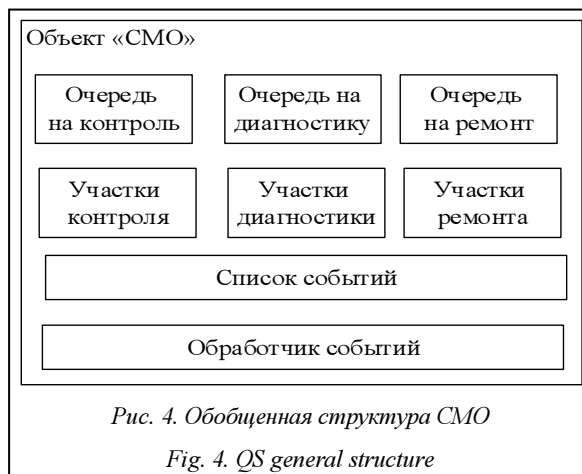 Объект «СМО»
Очередь
на контроль
Очередь на
диагностику
Очередь
на ремонт
Участки
контроля
Участки
диагностики
Участки
ремонта
Список событий
Обработчик событий
Рис. 4. Обобщенная структура СМО
Fig. 4. QS general structure